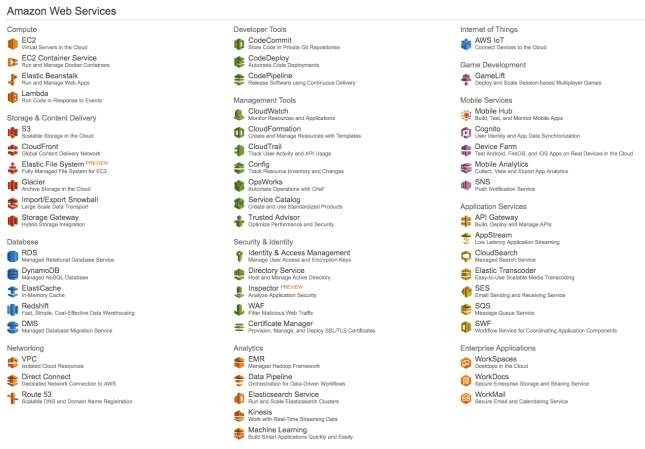 Amazon Web Services
Compute
EC2
Virtual Servers in the Cloud
EC2 Container Service
Run and Manage Docker Containers
Elastic Beanstalk
Run and Manage Web Apps
Lambda
Run Code in Response to Events
Storage & Content Delivery
S3
Scalable Storage in the Cloud
CloudFront
Global Content Delivery Network
Elastic File System PREVIEW
Fully Managed File System for EC2
Glacier
Archive Storage in the Cloud
Import/Export Snowball
Large Scale Data Transport
Storage Gateway
Hybrid Storage Integration
Database
RDS
Managed Relational Database Service
DynamoDB
Managed NoSQL Database
ElastiCache
In-Memory Cache
Redshift
Fast, Simple, Cost-Effective Data Warehousing
DMS
Managed Database Migration Service
Networking
VPC
Isolated Cloud Resources
Direct Connect
Dedicated Network Connection to AWS
Route 53
Scalable DNS and Domain Name Registration
Developer Tools
CodeCommit
Store Code in Private Git Repositories
CodeDeploy
Automate Code Deployments
CodePipeline
Release Software using Continuous Delivery
Management Tools
CloudWatch
Monitor Resources and Applications
CloudFormation
Create and Manage Resources with Templates
CloudTrail
Track User Activity and API Usage
Config
Track Resource Inventory and Changes
OpsWorks
Automate Operations with Chef
Service Catalog
Create and Use Standardized Products
Trusted Advisor
Optimize Performance and Security
Security & Identity
Identity & Access Management
Manage User Access and Encryption Keys
Directory Service
Host and Manage Active Directory
Inspector PREVIEW
Analyze Application Security
WAF
Filter Malicious Web Traffic
Certificate Manager
Provision, Manage, and Deploy SSL/TLS Certificates
Analytics
EMR
Managed Hadoop Framework
Data Pipeline
Orchestration for Data-Driven Workflows
Elasticsearch Service
Run and Scale Elasticsearch Clusters
Kinesis
Work with Real-Time Streaming Data
Machine Learning
Build Smart Applications Quickly and Easily
Internet of Things
AWS IoT
Connect Devices to the Cloud
Game Development
GameLift
Deploy and Scale Session-based Multiplayer Games
Mobile Services
Mobile Hub
Build, Test, and Monitor Mobile Apps
Cognito
User Identity and App Data Synchronization
Device Farm
Test Android, FireOS, and iOS Apps on Real Devices in the Cloud
Mobile Analytics
Collect, View and Export App Analytics
SNS
Push Notification Service
Application Services
API Gateway
Build, Deploy and Manage APIs
AppStream
Low Latency Application Streaming
CloudSearch
Managed Search Service
Elastic Transcoder
Easy-to-Use Scalable Media Transcoding
SES
Email Sending and Receiving Service
SQS
Message Queue Service
SWF
Workflow Service for Coordinating Application Components
Enterprise Applications
WorkSpaces
Desktops in the Cloud
WorkDocs
Secure Enterprise Storage and Sharing Service
WorkMail
Secure Email and Calendaring Service